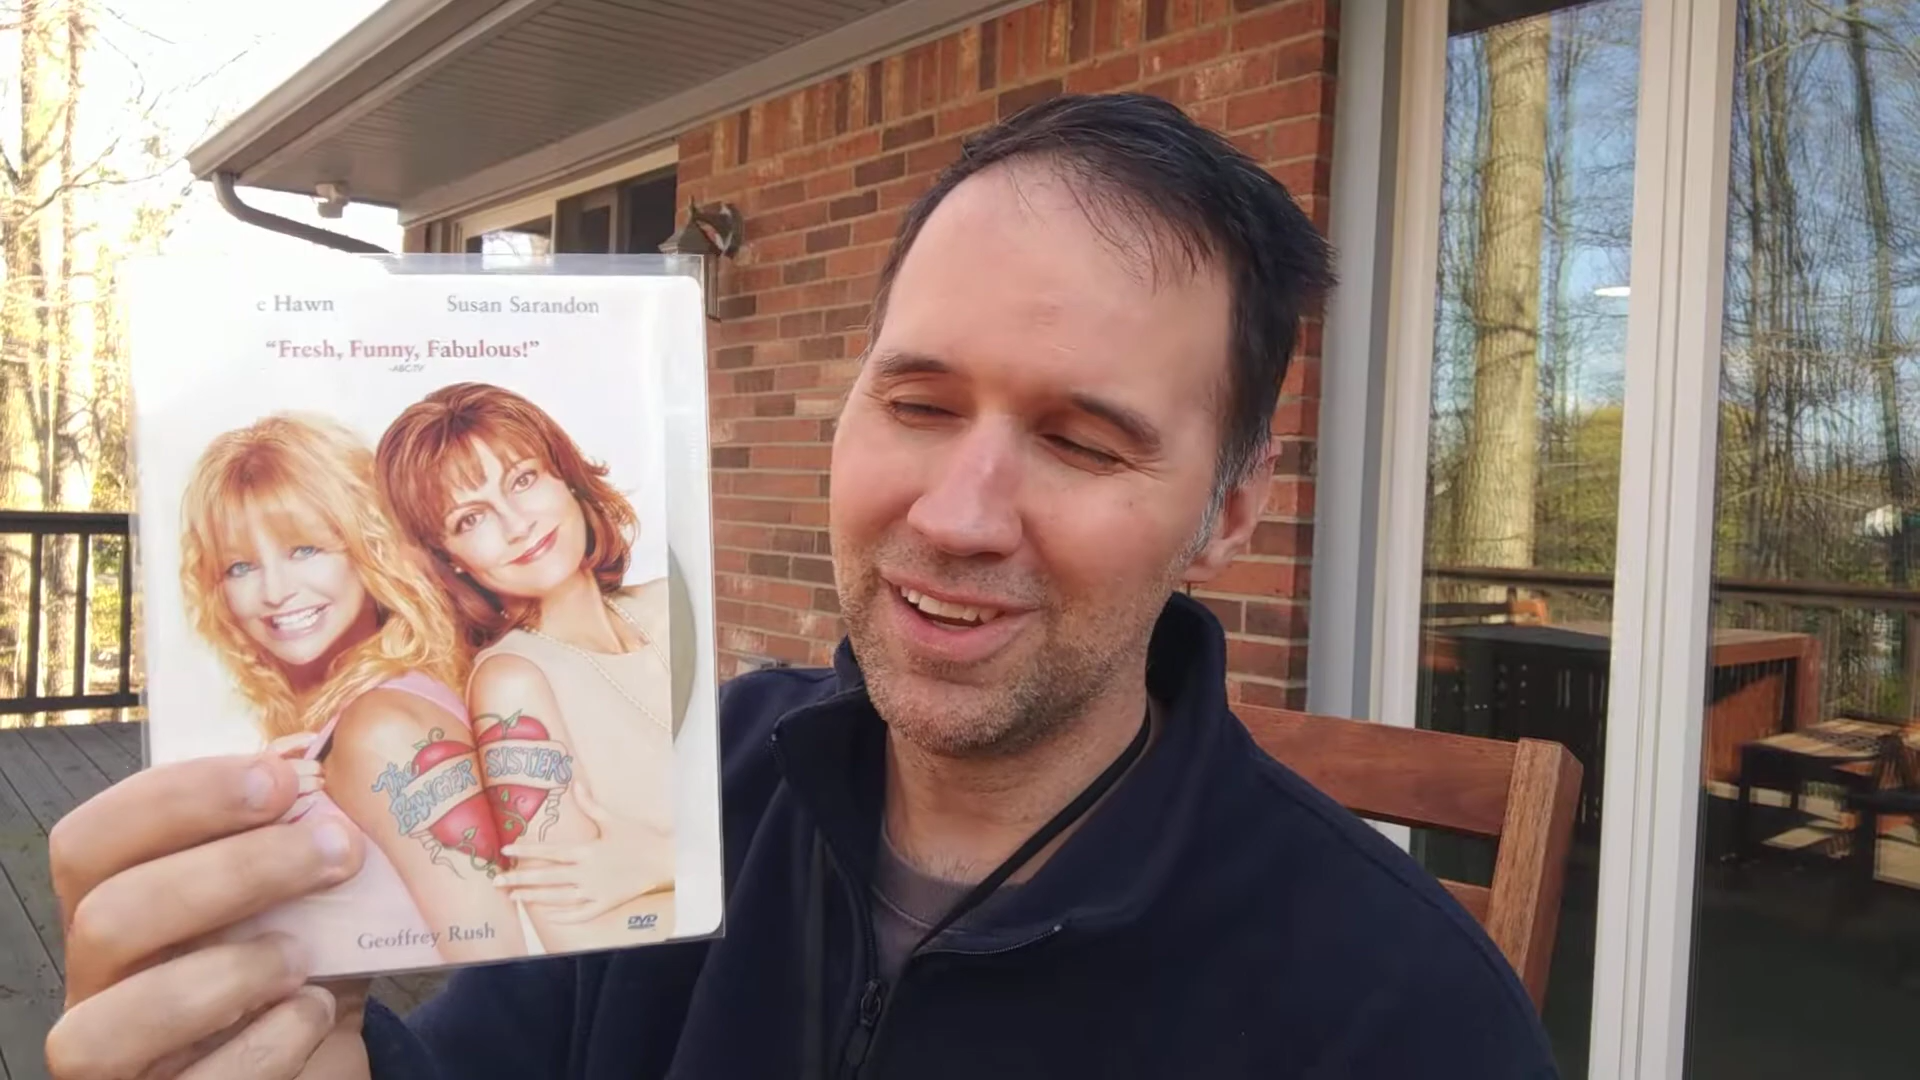 e Hawn
Susan Sarandon
"Fresh, Funny, Fabulous!"
-ABC-TV
the
BANGER
SISTERS
Geoffrey Rush
DVD